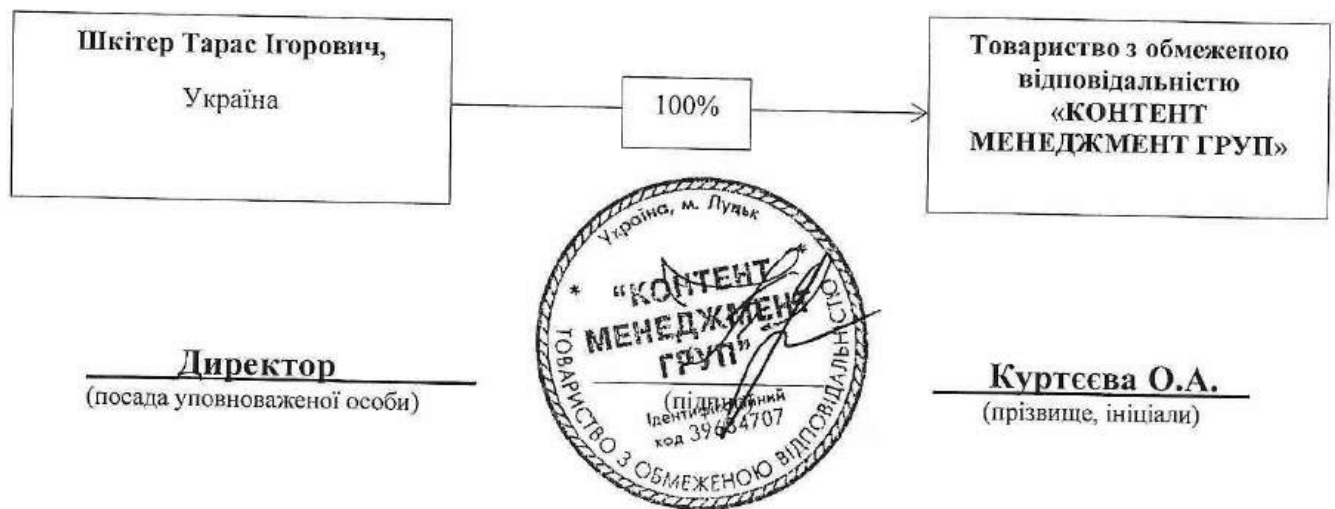 Шкітер Тарас Ігорович,
Україна
100%
Товариство з обмеженою
відповідальністю
«КОНТЕНТ
МЕНЕДЖМЕНТ ГРУП»
Україна, м. Луцьк
"КОНТЕНТ
МЕНЕДЖМЕНТ
ГРУП"
ТОВАРИСТВО З ОБМЕЖЕНОЮ ВІДПОВІДАЛЬНІСТЮ
Ідентифікаційний
код 39634707
Директор
(посада уповноваженої особи)
(підпис)
Куртєєва О.А.
(прізвище, ініціали)